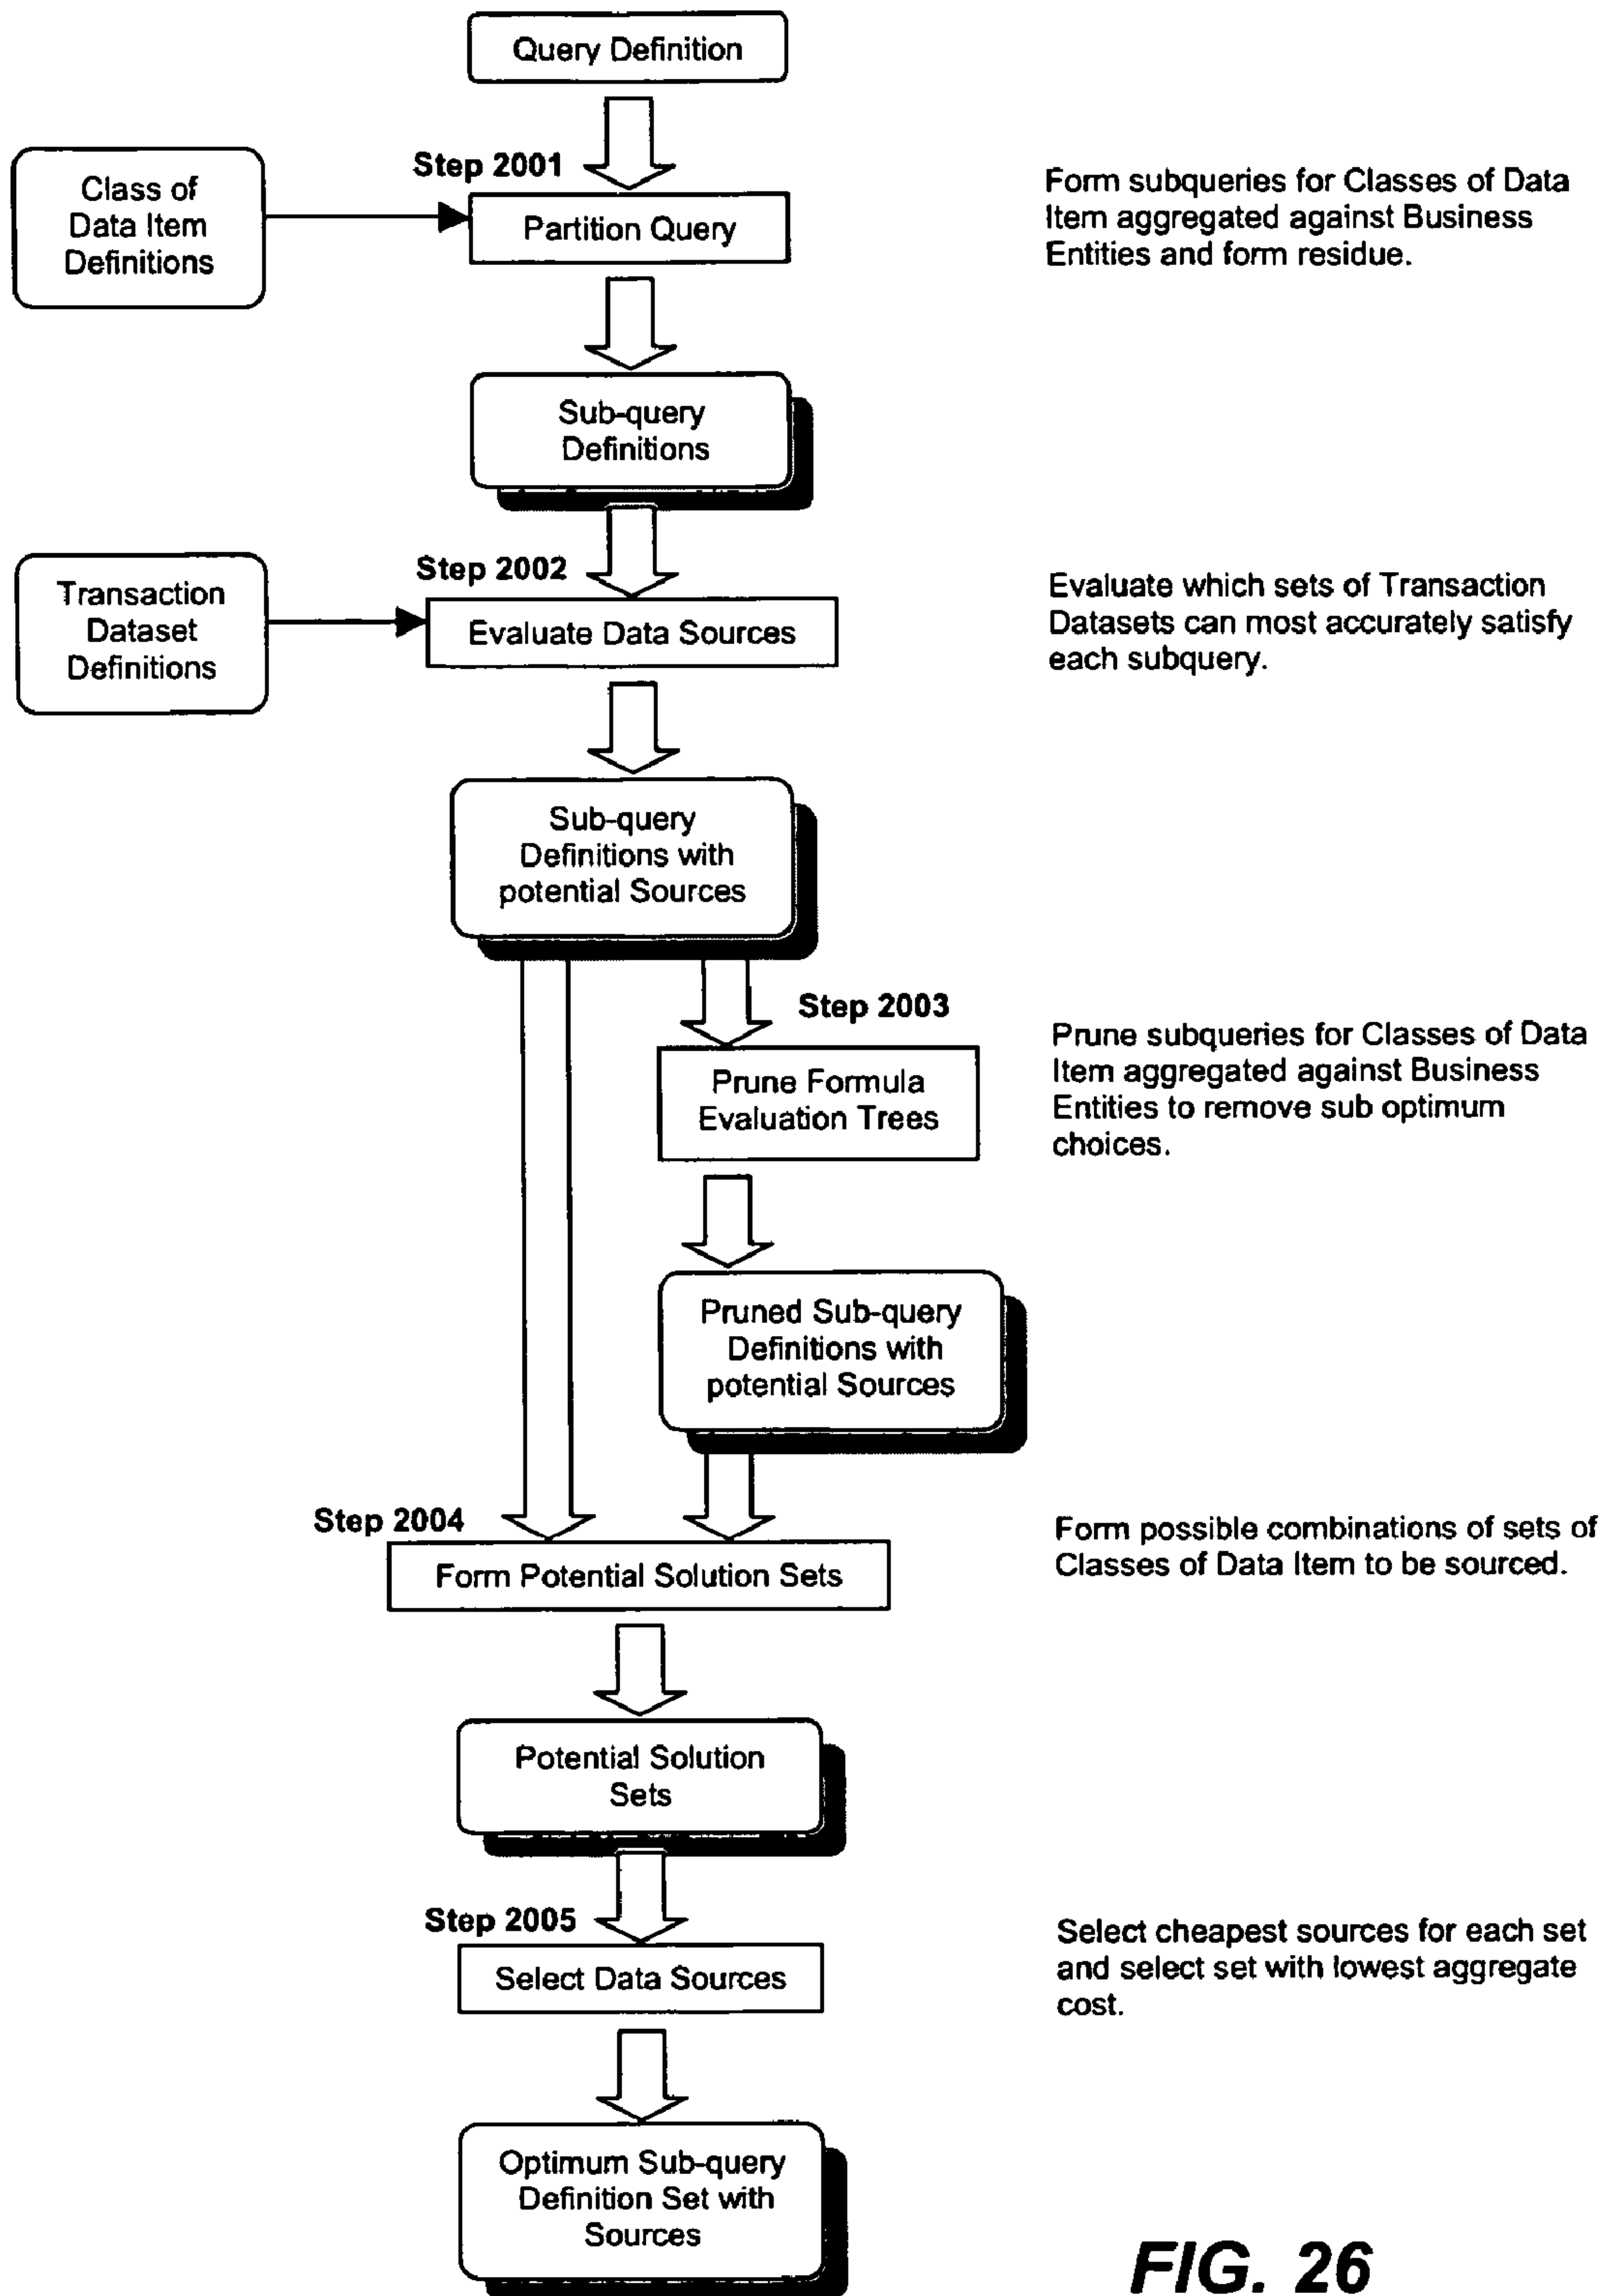 Query Definition
Step 2001
Class of
Data Item
Definitions
Partition Query
Form subqueries for Classes of Data
Item aggregated against Business
Entities and form residue.
Sub-query
Definitions
Step 2002
Transaction
Dataset
Definitions
Evaluate Data Sources
Evaluate which sets of Transaction
Datasets can most accurately satisfy
each subquery.
Sub-query
Definitions with
potential Sources
Step 2003
Prune Formula
Evaluation Trees
Prune subqueries for Classes of Data
Item aggregated against Business
Entities to remove sub optimum
choices.
Pruned Sub-query
Definitions with
potential Sources
Step 2004
Form Potential Solution Sets
Form possible combinations of sets of
Classes of Data Item to be sourced.
Potential Solution
Sets
Step 2005
Select Data Sources
Select cheapest sources for each set
and select set with lowest aggregate
cost.
Optimum Sub-query
Definition Set with
Sources
FIG. 26